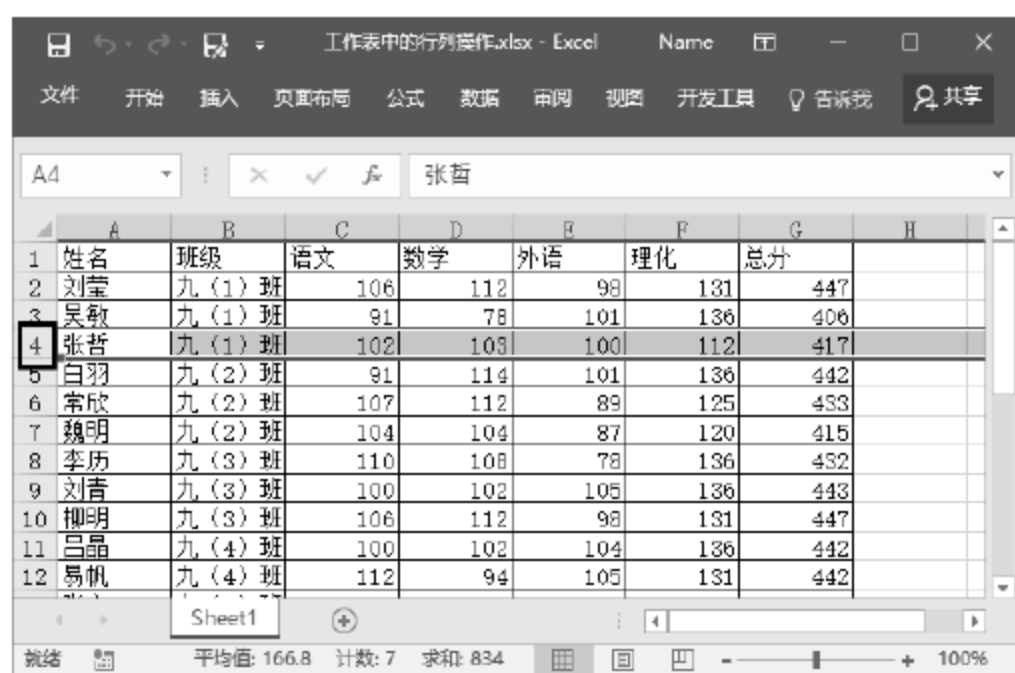 工作表中的行列操作.xlsx - Excel Name
文件 开始 插入 页面布局 公式 数据 审阅 视图 开发工具 告诉我 共享
A4 fx 张哲
A B C D E F G H
1 姓名 班级 语文 数学 外语 理化 总分
2 刘莹 九（1）班 106 112 98 131 447
3 吴敏 九（1）班 91 78 101 136 406
4 张哲 九（1）班 102 103 100 112 417
5 白羽 九（2）班 91 114 101 136 442
6 常欣 九（2）班 107 112 89 125 433
7 魏明 九（2）班 104 104 87 120 415
8 李历 九（3）班 110 108 78 136 432
9 刘青 九（3）班 100 102 105 136 443
10 柳明 九（3）班 106 112 98 131 447
11 吕晶 九（4）班 100 102 104 136 442
12 易帆 九（4）班 112 94 105 131 442
Sheet1
就绪 平均值: 166.8 计数: 7 求和: 834 100%